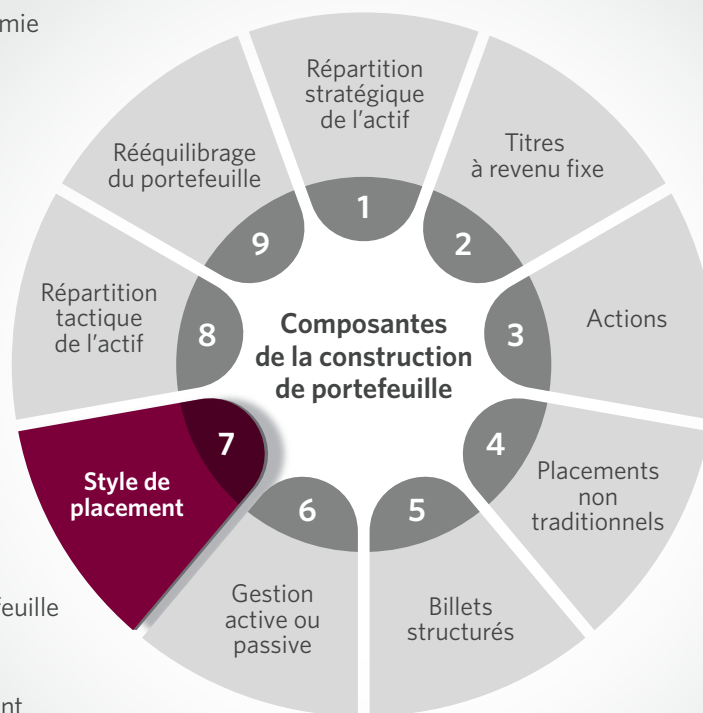 Répartition
stratégique
de l'actif
1
Titres
à revenu fixe
2
Actions
3
Placements
non
traditionnels
4
Billets
structurés
5
Gestion
active ou
passive
6
Style de
placement
7
Répartition
tactique
de l'actif
8
Rééquilibrage
du portefeuille
9
Composantes
de la construction
de portefeuille